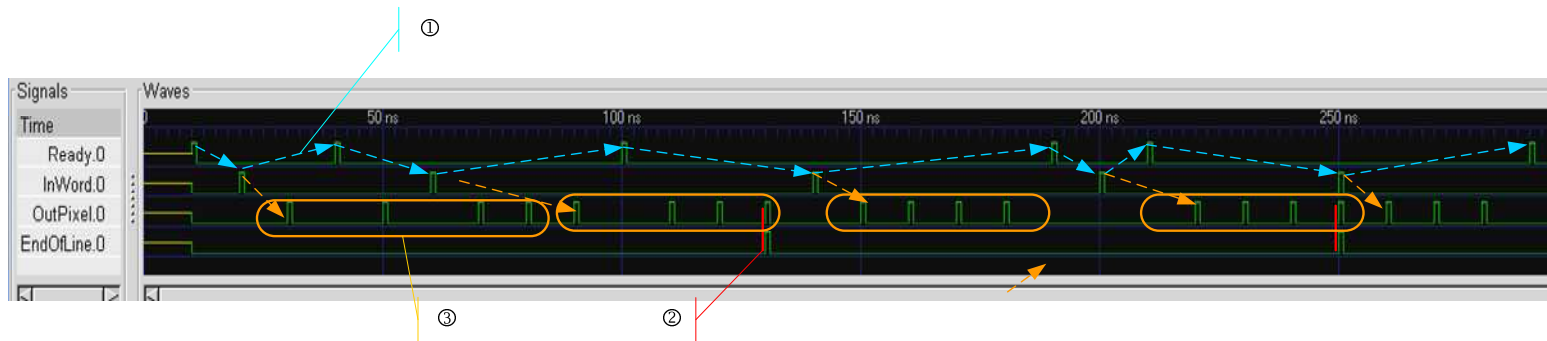 ①
Signals Waves
Time 0 50 ns 100 ns 150 ns 200 ns 250 ns
Ready.0
InWord.0
OutPixel.0
EndOfLine.0
③ ②